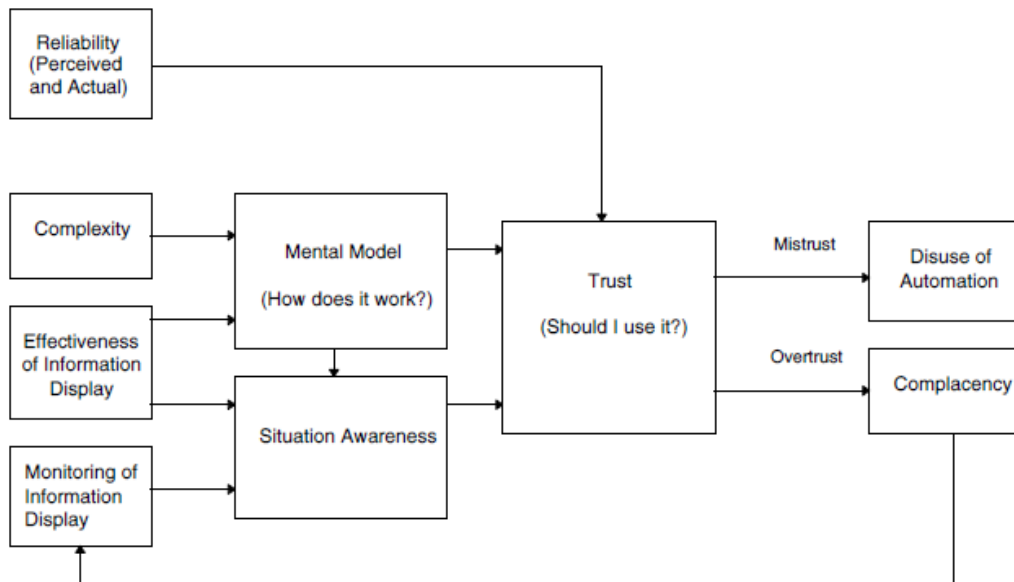 Reliability
(Perceived
and Actual)
Complexity
Effectiveness
of Information
Display
Monitoring of
Information
Display
Mental Model
(How does it work?)
Situation Awareness
Trust
(Should I use it?)
Mistrust
Overtrust
Disuse of
Automation
Complacency